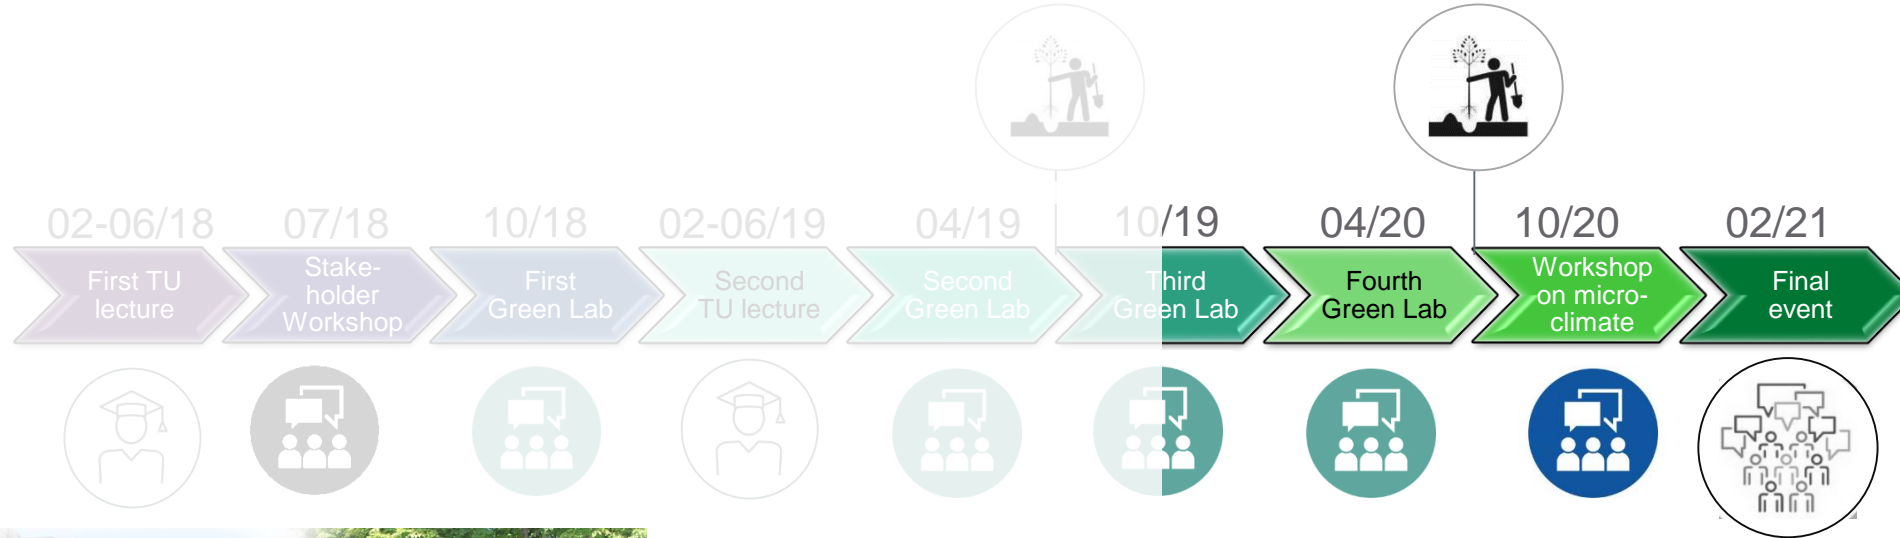 02-06/18
07/18
10/18
02-06/19
04/19
10/19
04/20
10/20
02/21
First TU
lecture
Stake-
holder
Workshop
First
Green Lab
Second
TU lecture
Second
Green Lab
Third
Green Lab
Fourth
Green Lab
Workshop
on micro-
climate
Final
event